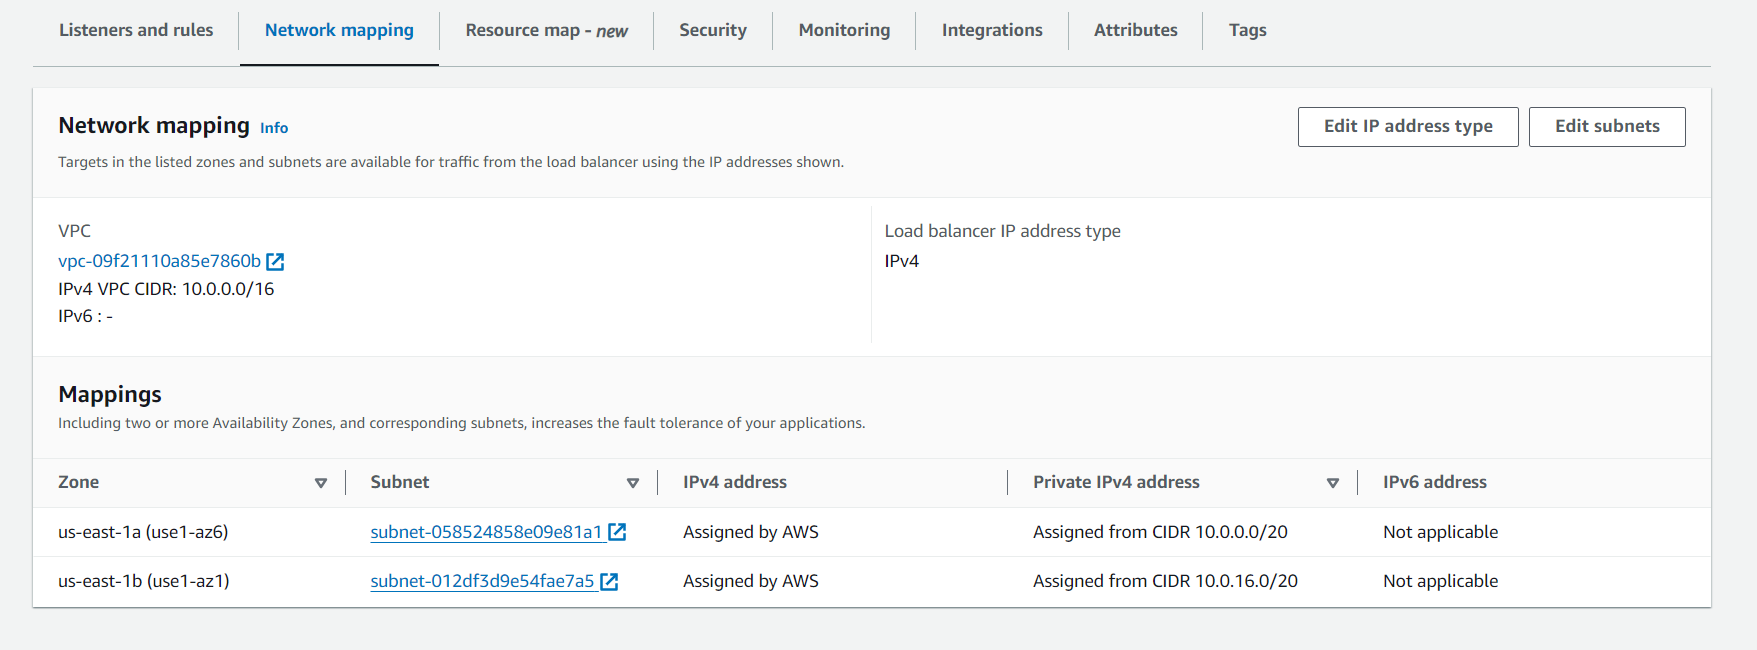 Listeners and rules
Network mapping
Resource map - new
Security
Monitoring
Integrations
Attributes
Tags
Network mapping Info
Edit IP address type
Edit subnets
Targets in the listed zones and subnets are available for traffic from the load balancer using the IP addresses shown.
VPC
vpc-09f21110a85e7860b
IPv4 VPC CIDR: 10.0.0.0/16
IPv6 : -
Load balancer IP address type
IPv4
Mappings
Including two or more Availability Zones, and corresponding subnets, increases the fault tolerance of your applications.
Zone Subnet IPv4 address Private IPv4 address IPv6 address
us-east-1a (use1-az6) subnet-058524858e09e81a1 Assigned by AWS Assigned from CIDR 10.0.0.0/20 Not applicable
us-east-1b (use1-az1) subnet-012df3d9e54fae7a5 Assigned by AWS Assigned from CIDR 10.0.16.0/20 Not applicable